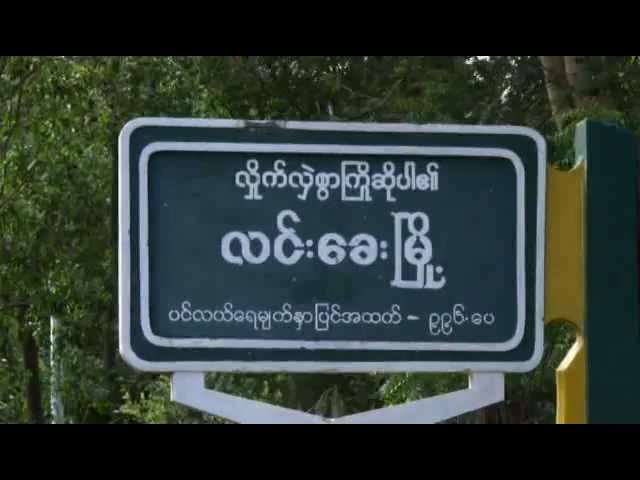 လှိုက်လှဲစွာကြိုဆိုပါ၏
လင်းခေးမြို့
ပင်လယ်ရေမျက်နှာပြင်အထက် - ၉၉၆.ပေ